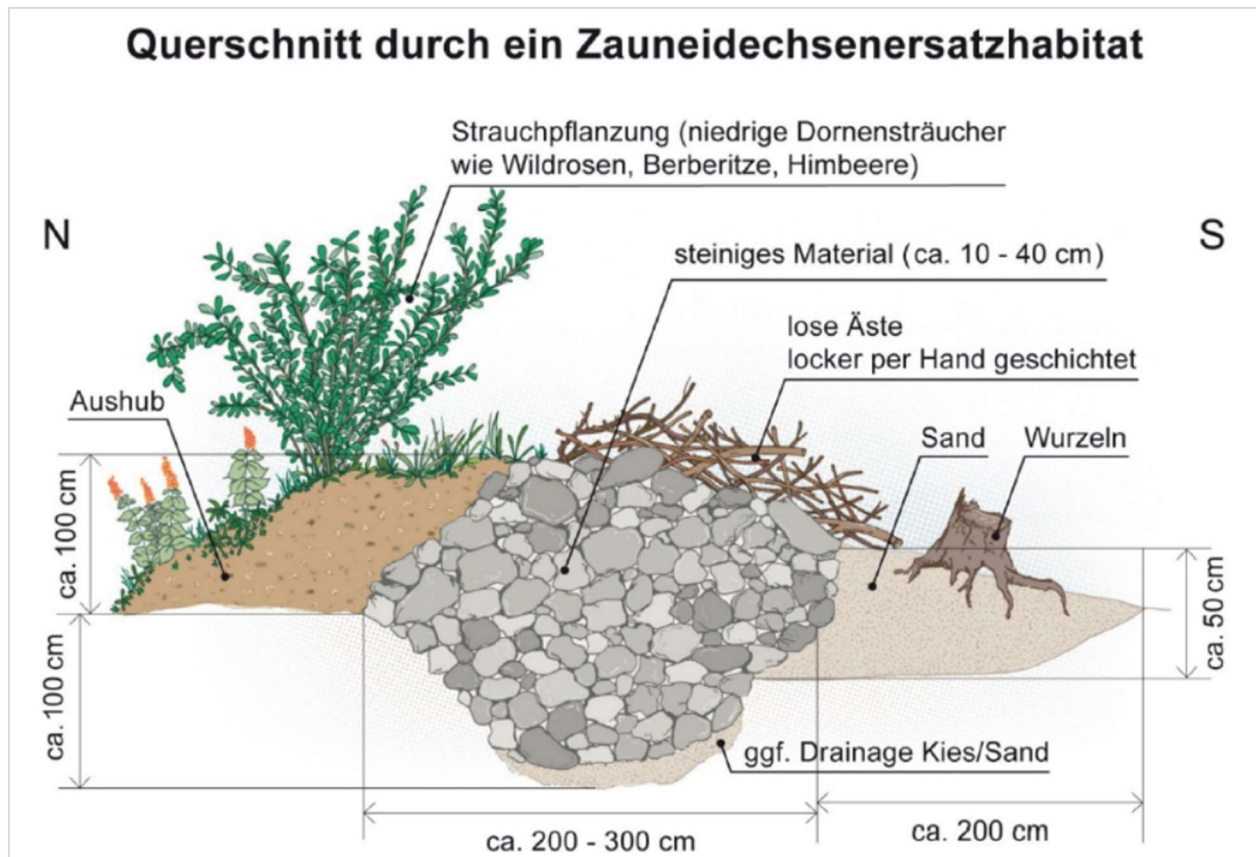 Querschnitt durch ein Zauneidechsenersatzhabitat
Strauchpflanzung (niedrige Dornensträucher
wie Wildrosen, Berberitze, Himbeere)
N
S
steiniges Material (ca. 10 - 40 cm)
lose Äste
locker per Hand geschichtet
Aushub
Sand
Wurzeln
ca. 100 cm
ca. 50 cm
ca. 100 cm
ggf. Drainage Kies/Sand
ca. 200 - 300 cm
ca. 200 cm